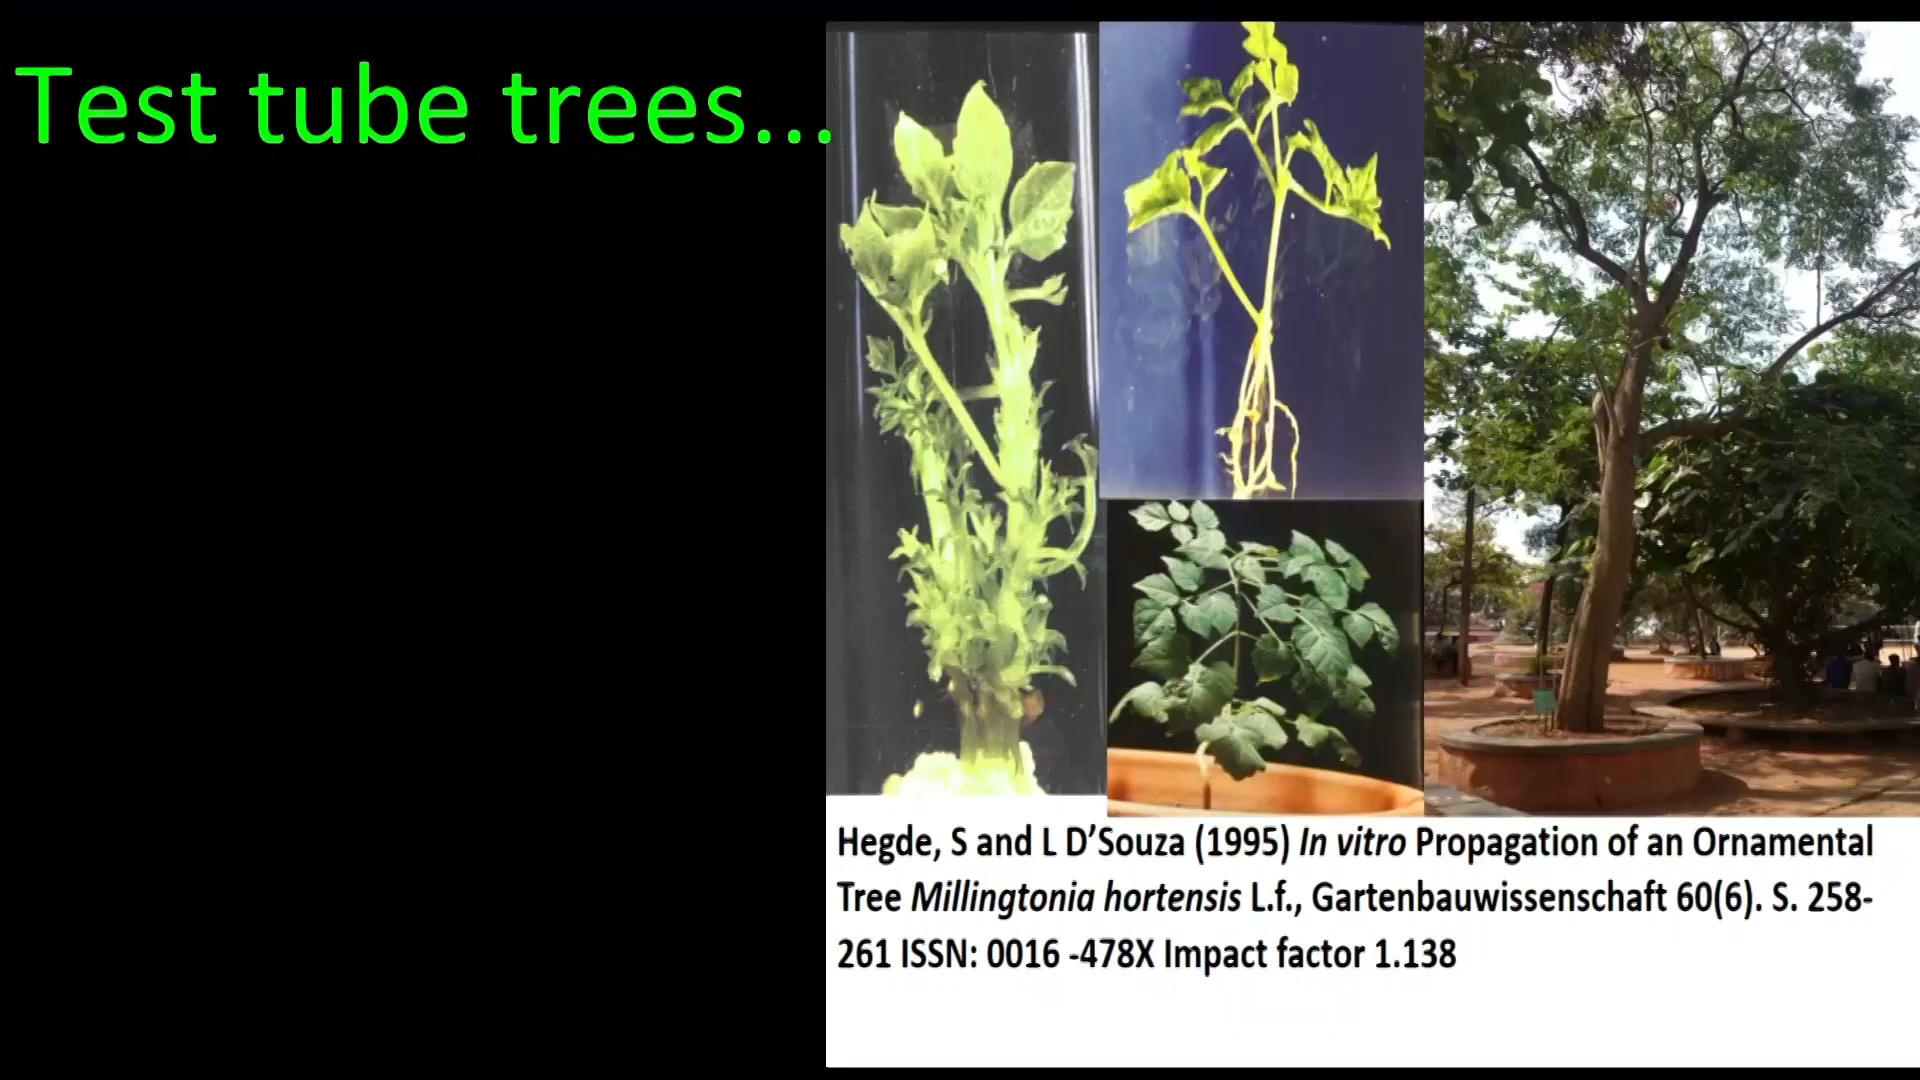 Test tube trees...
Hegde, S and L D’Souza (1995) In vitro Propagation of an Ornamental
Tree Millingtonia hortensis L.f., Gartenbauwissenschaft 60(6). S. 258-
261 ISSN: 0016 -478X Impact factor 1.138